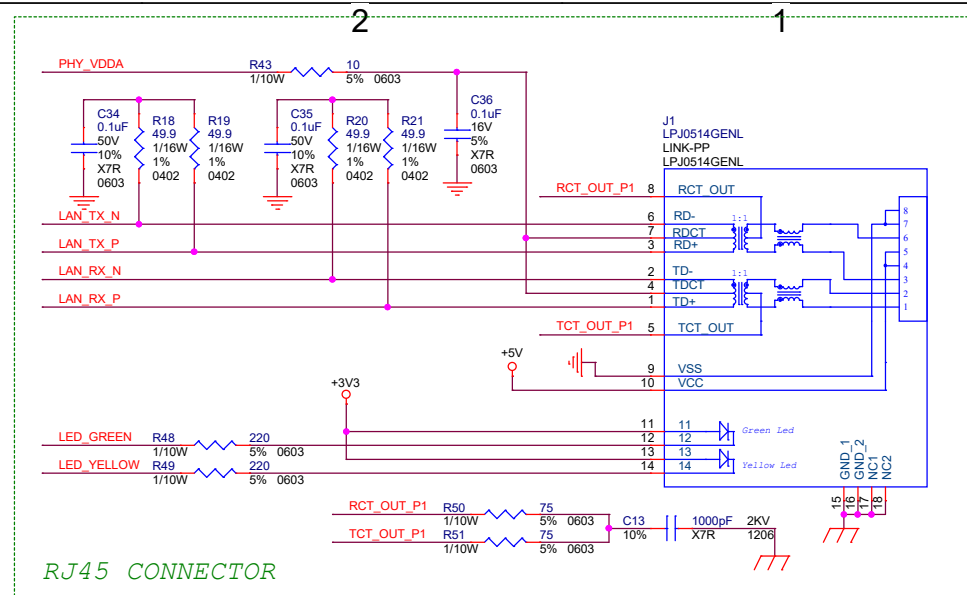 2 1
PHY_VDDA R43 10
1/10W 5% 0603
C34 R18 R19 C35 R20 R21 C36
0.1uF 49.9 49.9 0.1uF 49.9 49.9 0.1uF
50V 1/16W 1/16W 50V 1/16W 1/16W 16V
10% 1% 1% 10% 1% 1% 5%
X7R 0402 0402 X7R 0402 0402 X7R
0603 0603 0603
J1
LPJ0514GENL
LINK-PP
LPJ0514GENL
RCT_OUT_P1 8 RCT_OUT
LAN_TX_N 6 RD- 1:1
7 RDCT
LAN_TX_P 3 RD+
LAN_RX_N 2 TD- 1:1
4 TDCT
LAN_RX_P 1 TD+
8
7
6
5
4
3
2
1
TCT_OUT_P1 5 TCT_OUT
+5V
9 VSS
10 VCC
+3V3
11 11 Green Led
LED_GREEN R48 220 12 12
1/10W 5% 0603
13 13 Yellow Led
LED_YELLOW R49 220 14 14
1/10W 5% 0603
GND_1 GND_2 NC1 NC2
15 16 17 18
RCT_OUT_P1 R50 75
1/10W 5% 0603
C13 1000pF 2KV
10% X7R 1206
TCT_OUT_P1 R51 75
1/10W 5% 0603
RJ45 CONNECTOR